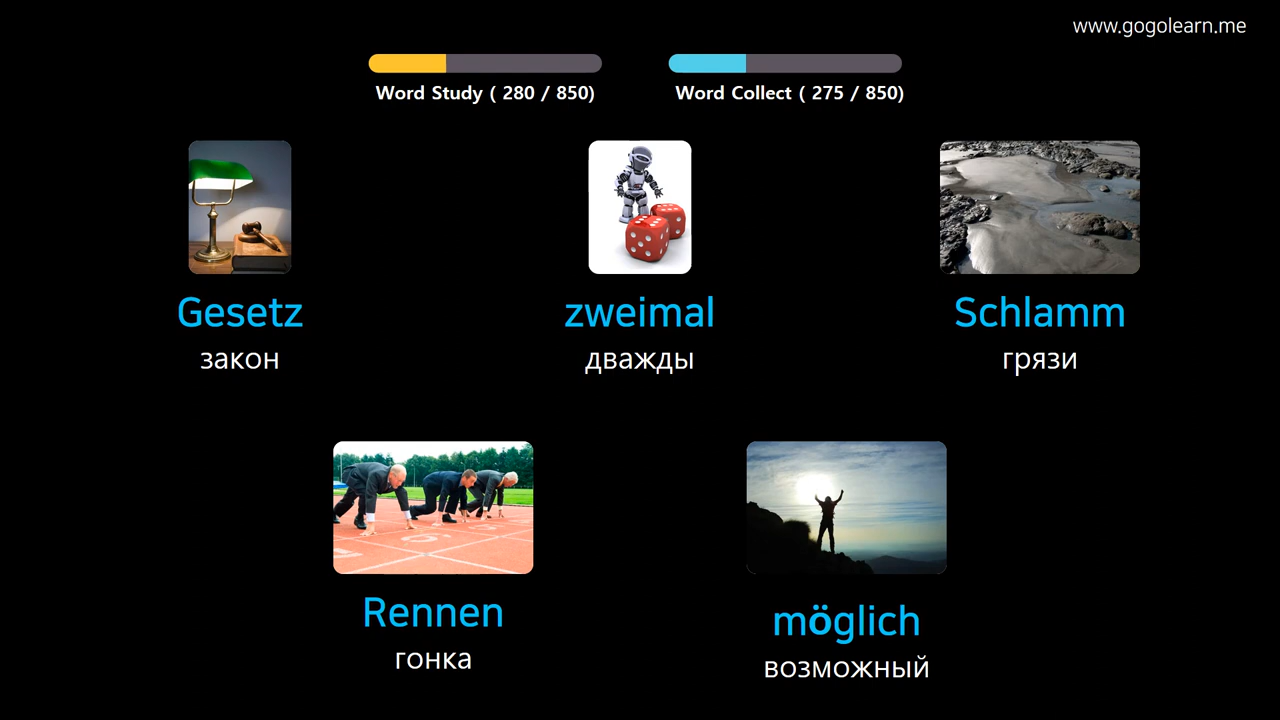 www.gogolearn.me
Word Study ( 280 / 850)
Word Collect ( 275 / 850)
Gesetz
закон
zweimal
дважды
Schlamm
грязи
Rennen
гонка
möglich
возможный